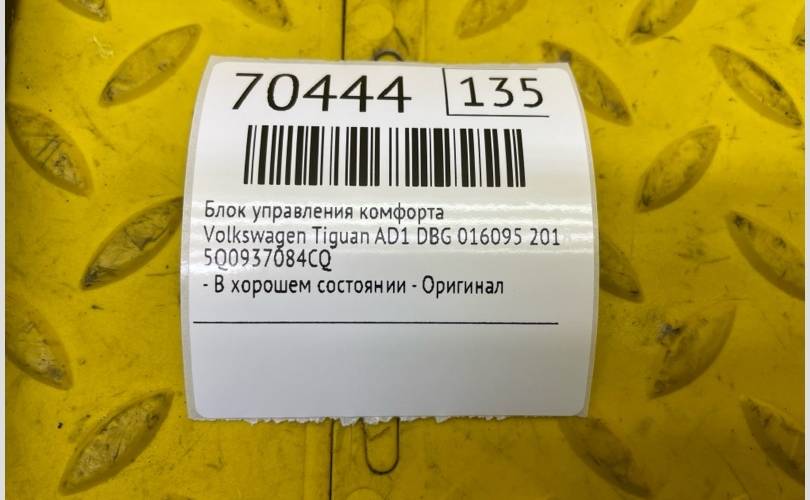 70444 135
Блок управления комфорта
Volkswagen Tiguan AD1 DBG 016095 201
5Q0937084CQ
- В хорошем состоянии - Оригинал